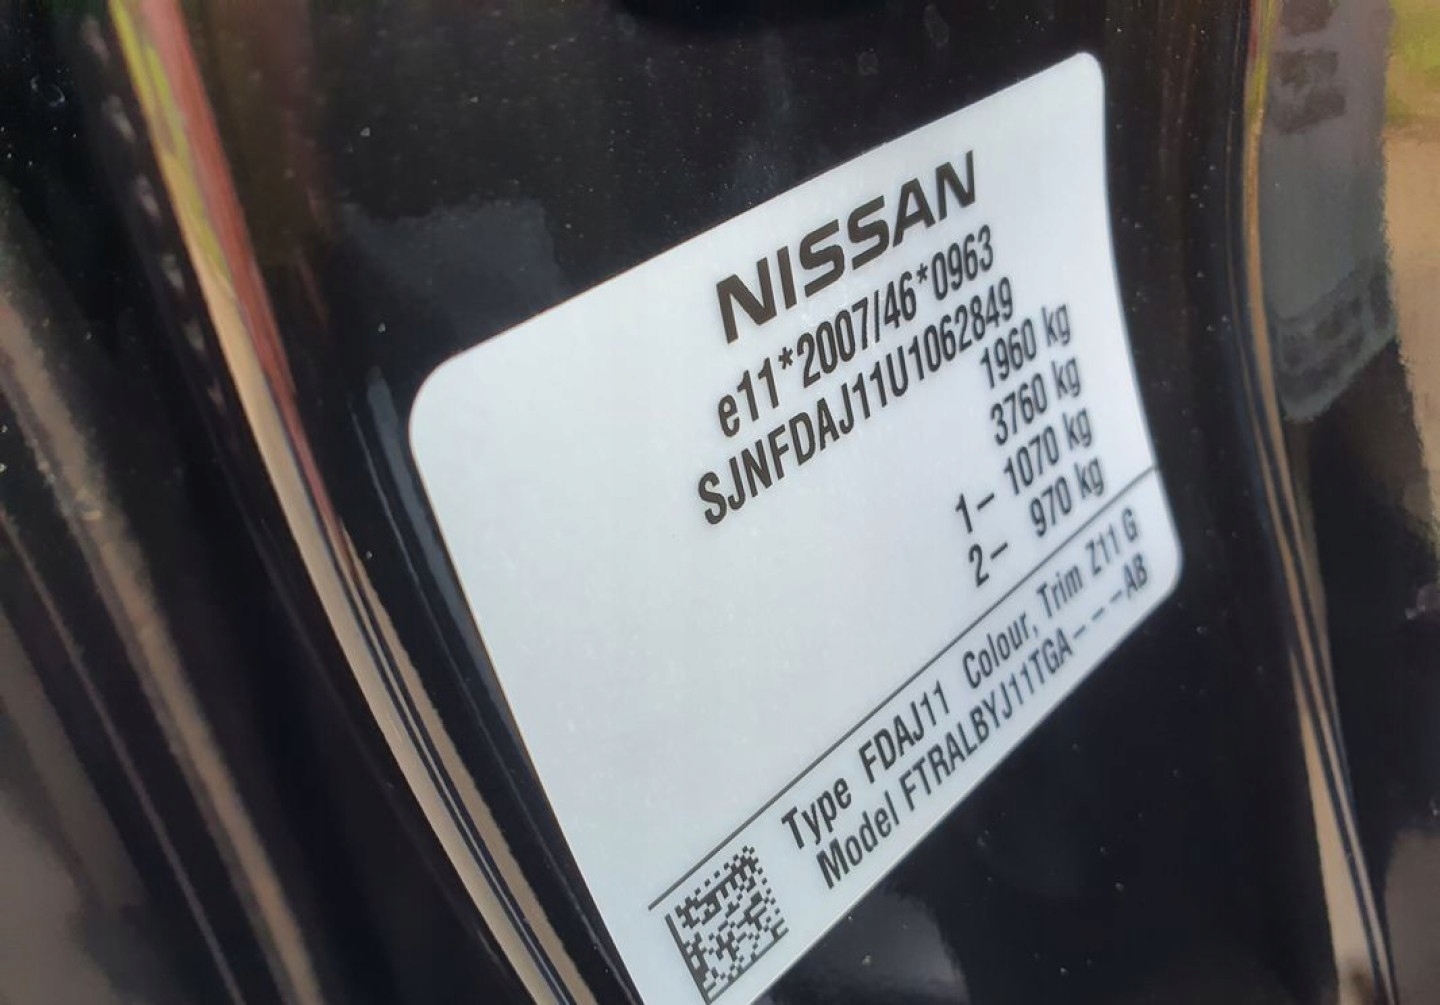 NISSAN
e11*2007/46*0963
SJNFDAJ11U1062849
1960 kg
3760 kg
1– 1070 kg
2– 970 kg
Type FDAJ11 Colour, Trim Z11 G
Model FTRALBYJ11TGA–––AB